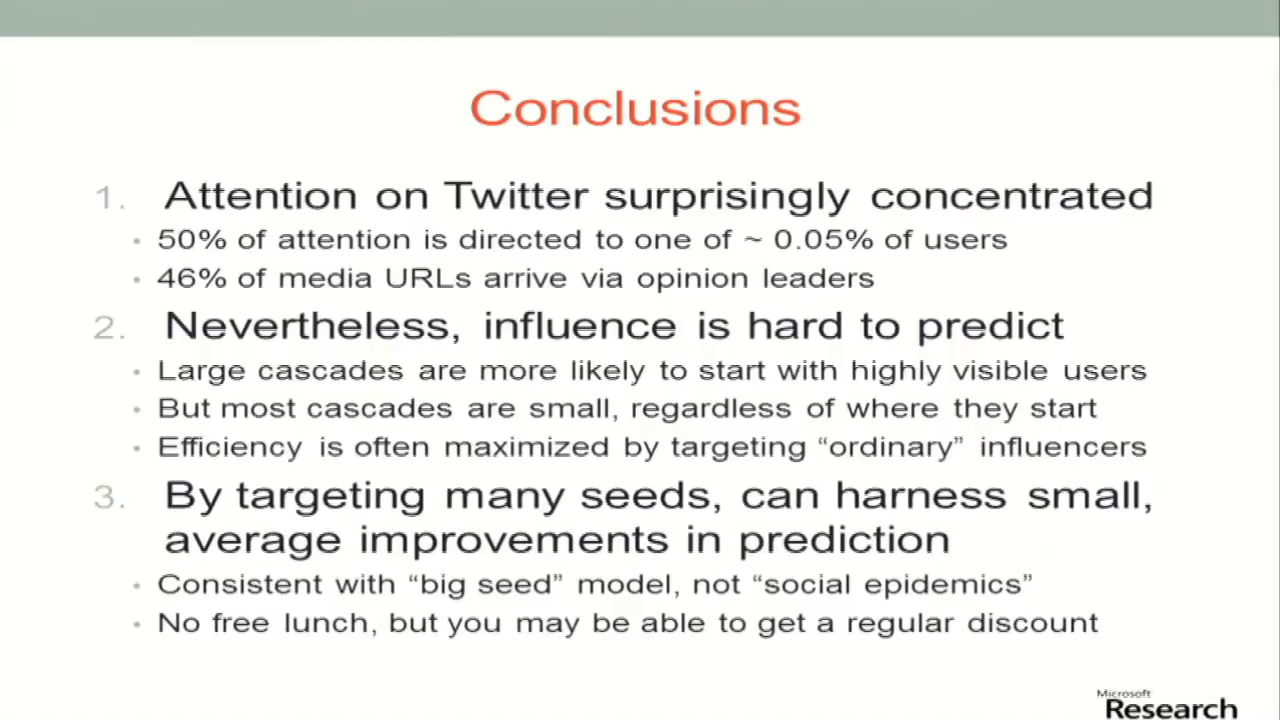 Conclusions
1. Attention on Twitter surprisingly concentrated
• 50% of attention is directed to one of ~ 0.05% of users
• 46% of media URLs arrive via opinion leaders
2. Nevertheless, influence is hard to predict
• Large cascades are more likely to start with highly visible users
• But most cascades are small, regardless of where they start
• Efficiency is often maximized by targeting “ordinary” influencers
3. By targeting many seeds, can harness small,
average improvements in prediction
• Consistent with “big seed” model, not “social epidemics”
• No free lunch, but you may be able to get a regular discount
Microsoft
Research